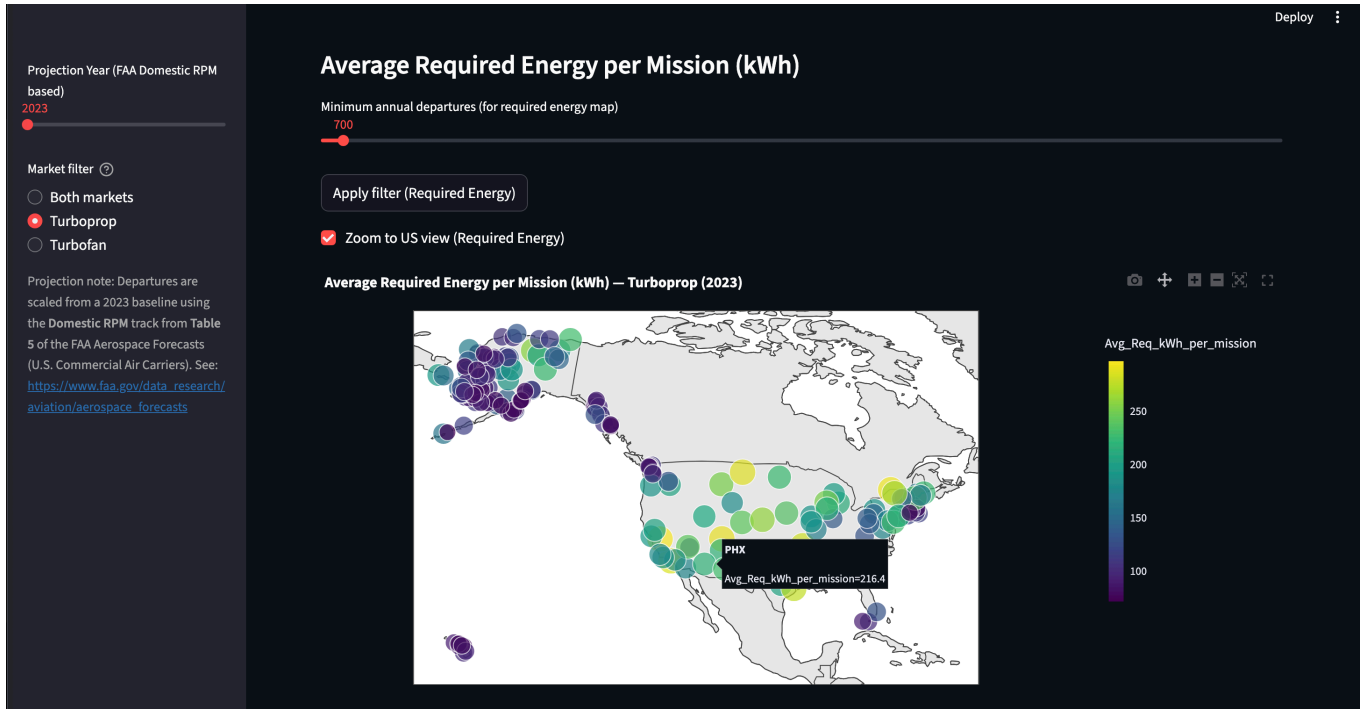 Deploy
Projection Year (FAA Domestic RPM
based)
2023
Market filter
Both markets
Turboprop
Turbofan
Projection note: Departures are
scaled from a 2023 baseline using
the Domestic RPM track from Table
5 of the FAA Aerospace Forecasts
(U.S. Commercial Air Carriers). See:
https://www.faa.gov/data_research/
aviation/aerospace_forecasts
Average Required Energy per Mission (kWh)
Minimum annual departures (for required energy map)
700
Apply filter (Required Energy)
Zoom to US view (Required Energy)
Average Required Energy per Mission (kWh) — Turboprop (2023)
PHX
Avg_Req_kWh_per_mission=216.4
Avg_Req_kWh_per_mission
250
200
150
100